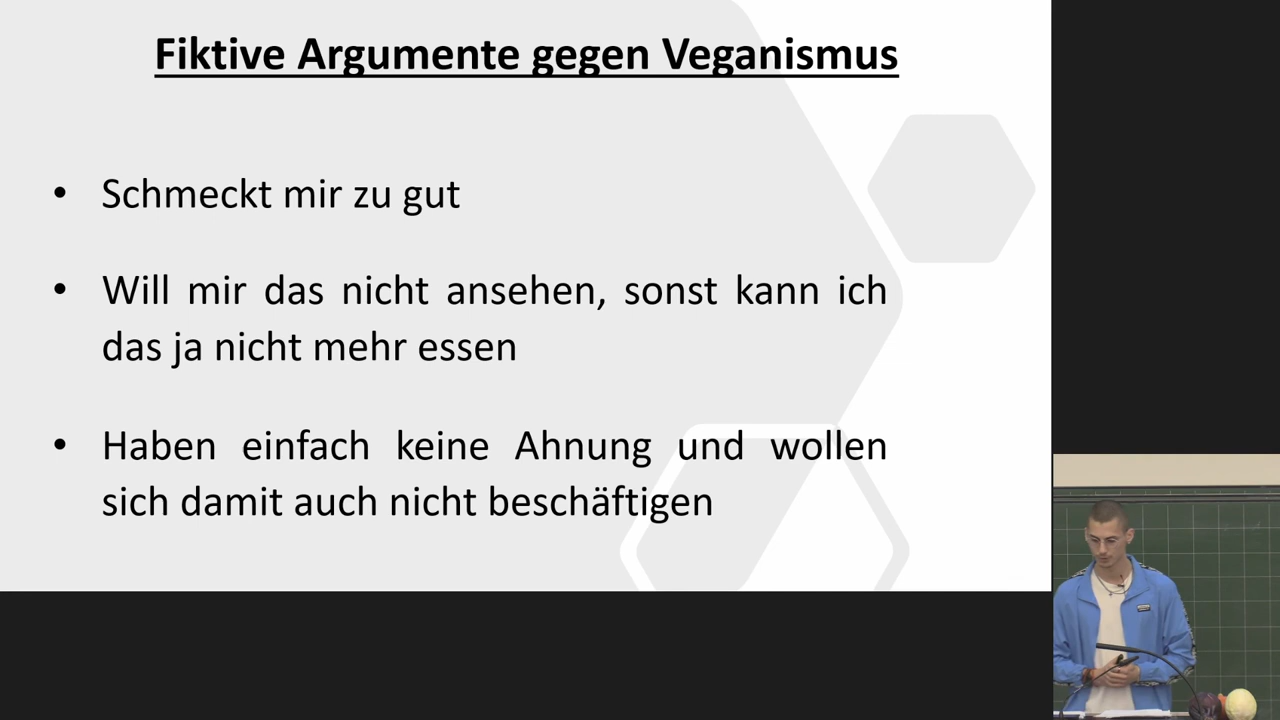 Fiktive Argumente gegen Veganismus
• Schmeckt mir zu gut
• Will mir das nicht ansehen, sonst kann ich
das ja nicht mehr essen
• Haben einfach keine Ahnung und wollen
sich damit auch nicht beschäftigen